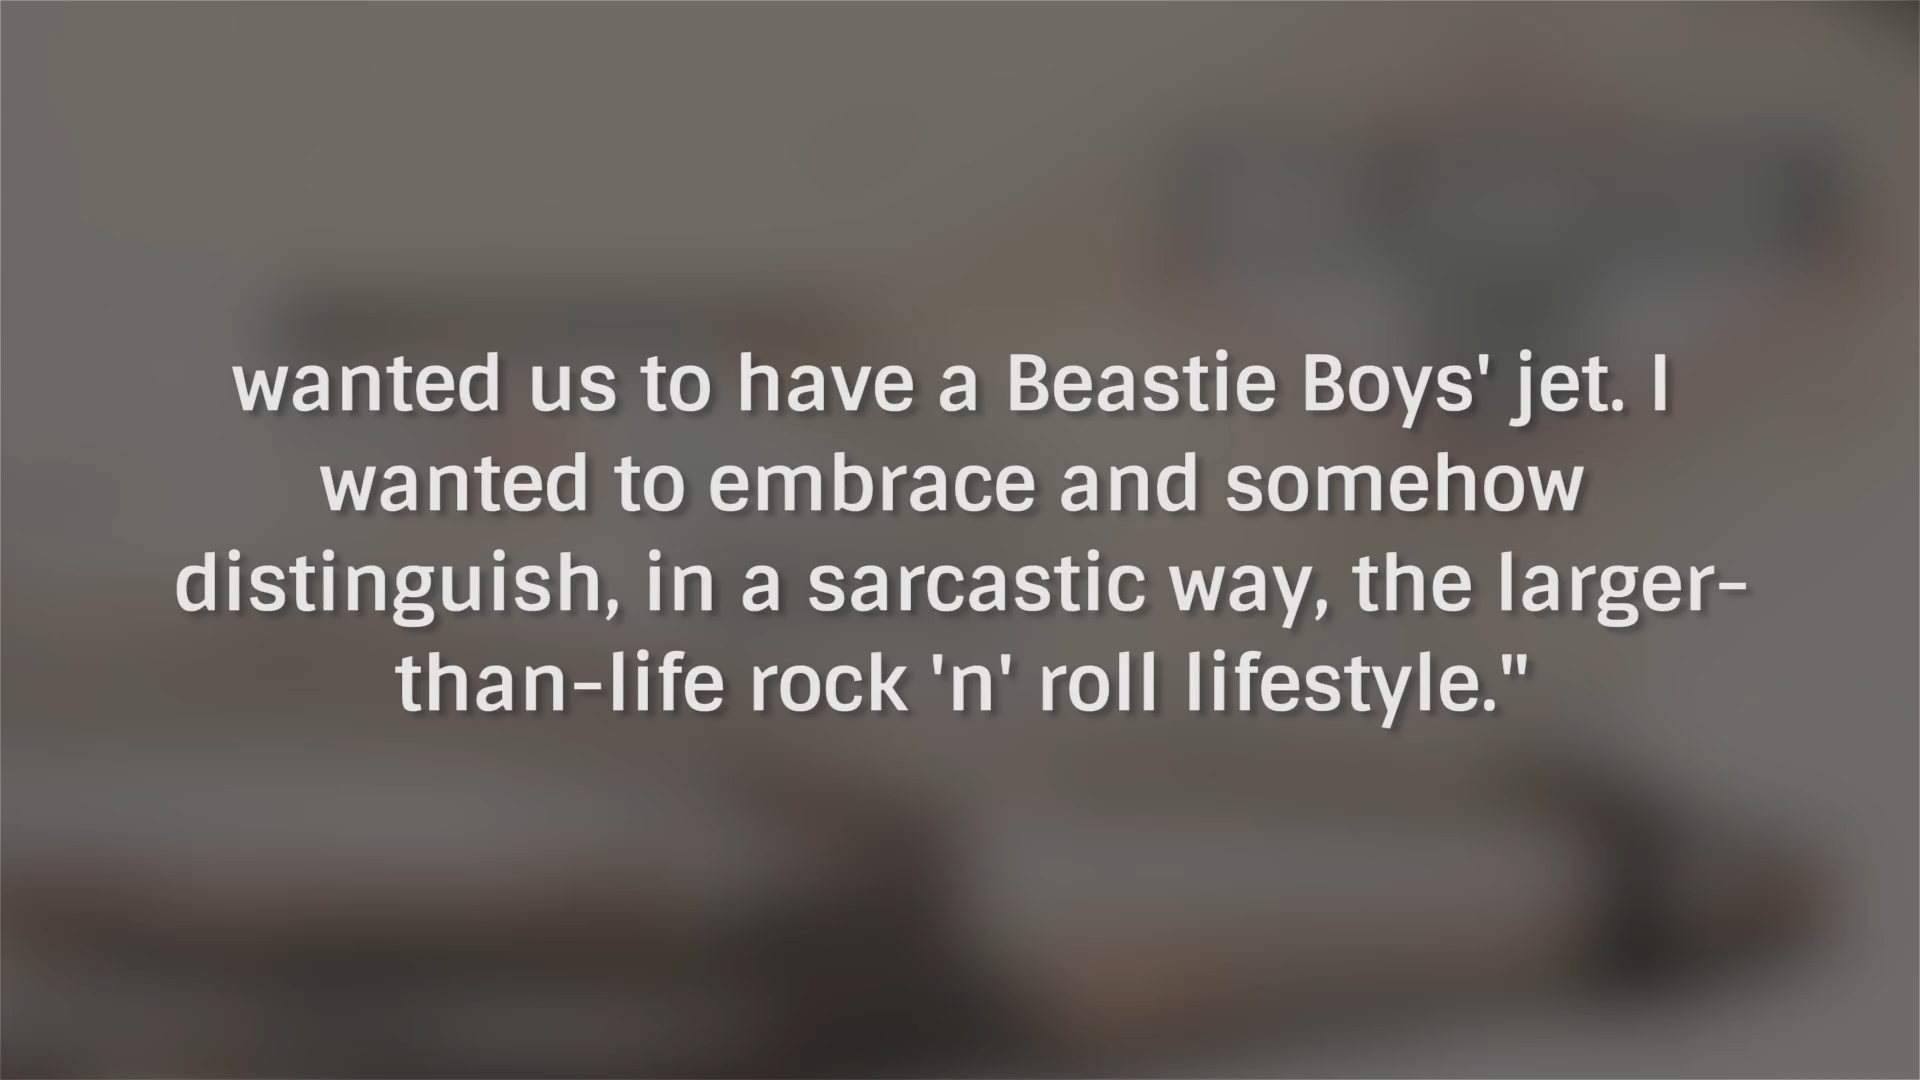 wanted us to have a Beastie Boys' jet. I
wanted to embrace and somehow
distinguish, in a sarcastic way, the larger-
than-life rock 'n' roll lifestyle."